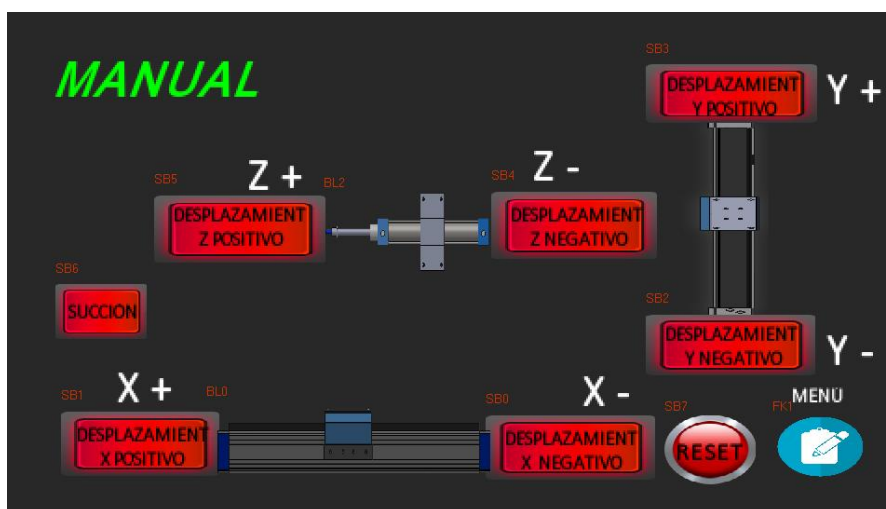 MANUAL
SB3
DESPLAZAMIENT
Y POSITIVO
Y +
SB5
Z +
BL2
SB4
Z -
DESPLAZAMIENT
Z POSITIVO
DESPLAZAMIENT
Z NEGATIVO
SB6
SUCCION
SB2
DESPLAZAMIENT
Y NEGATIVO
Y -
SB1
X +
BL0
SB0
X -
SB7
FK1
MENÚ
DESPLAZAMIENT
X POSITIVO
DESPLAZAMIENT
X NEGATIVO
RESET